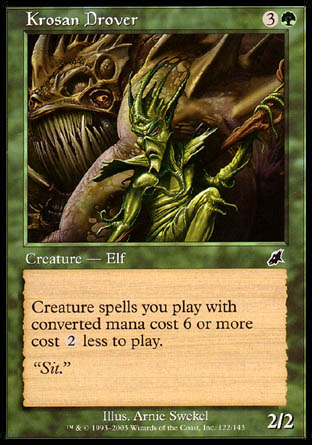 Krosan Drover 3
Creature — Elf
Creature spells you play with
converted mana cost 6 or more
cost 2 less to play.
“Sit.”
Illus. Arnie Swekel
™ & © 1993–2003 Wizards of the Coast, Inc. 122/143
2/2